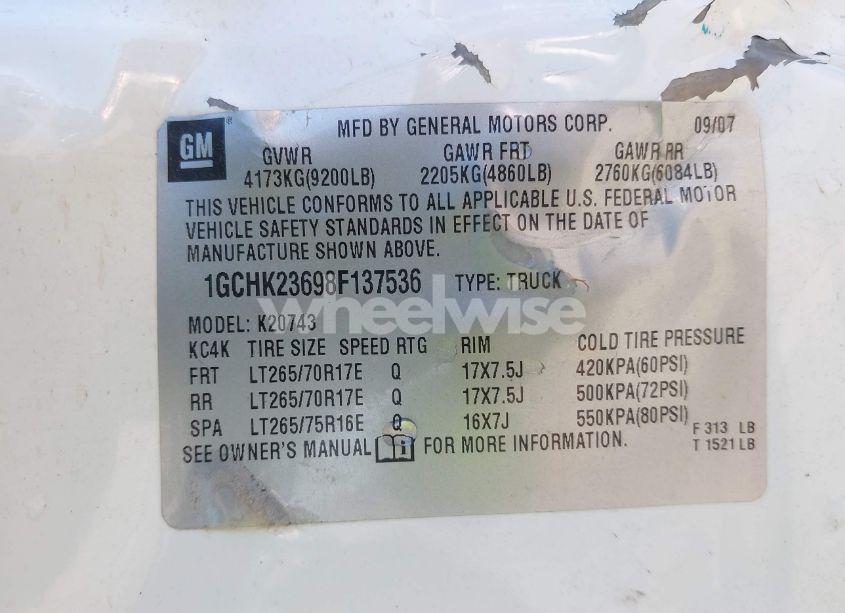 GM
MFD BY GENERAL MOTORS CORP. 09/07
GVWR GAWR FRT GAWR RR
4173KG(9200LB) 2205KG(4860LB) 2760KG(6084LB)
THIS VEHICLE CONFORMS TO ALL APPLICABLE U.S. FEDERAL MOTOR
VEHICLE SAFETY STANDARDS IN EFFECT ON THE DATE OF
MANUFACTURE SHOWN ABOVE.
1GCHK23698F137536 TYPE: TRUCK
wheelwise
MODEL: K20743
KC4K TIRE SIZE SPEED RTG RIM COLD TIRE PRESSURE
FRT LT265/70R17E Q 17X7.5J 420KPA(60PSI)
RR LT265/70R17E Q 17X7.5J 500KPA(72PSI)
SPA LT265/75R16E Q 16X7J 550KPA(80PSI)
F 313 LB
SEE OWNER'S MANUAL FOR MORE INFORMATION.
T 1521 LB